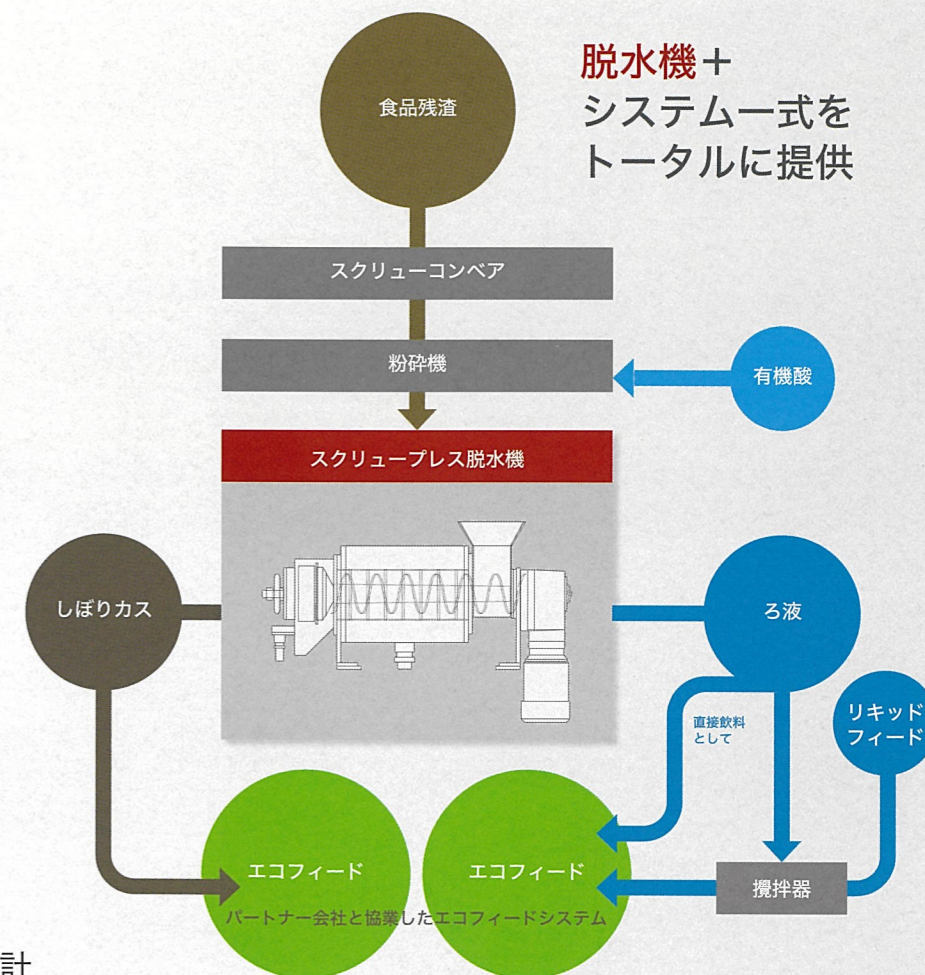 脱水機＋
システム一式を
トータルに提供
食品残渣
スクリューコンベア
粉砕機
有機酸
スクリュープレス脱水機
しぼりカス
ろ液
直接飲料
として
リキッド
フィード
エコフィード
エコフィード
攪拌器
パートナー会社と協業したエコフィードシステム
計